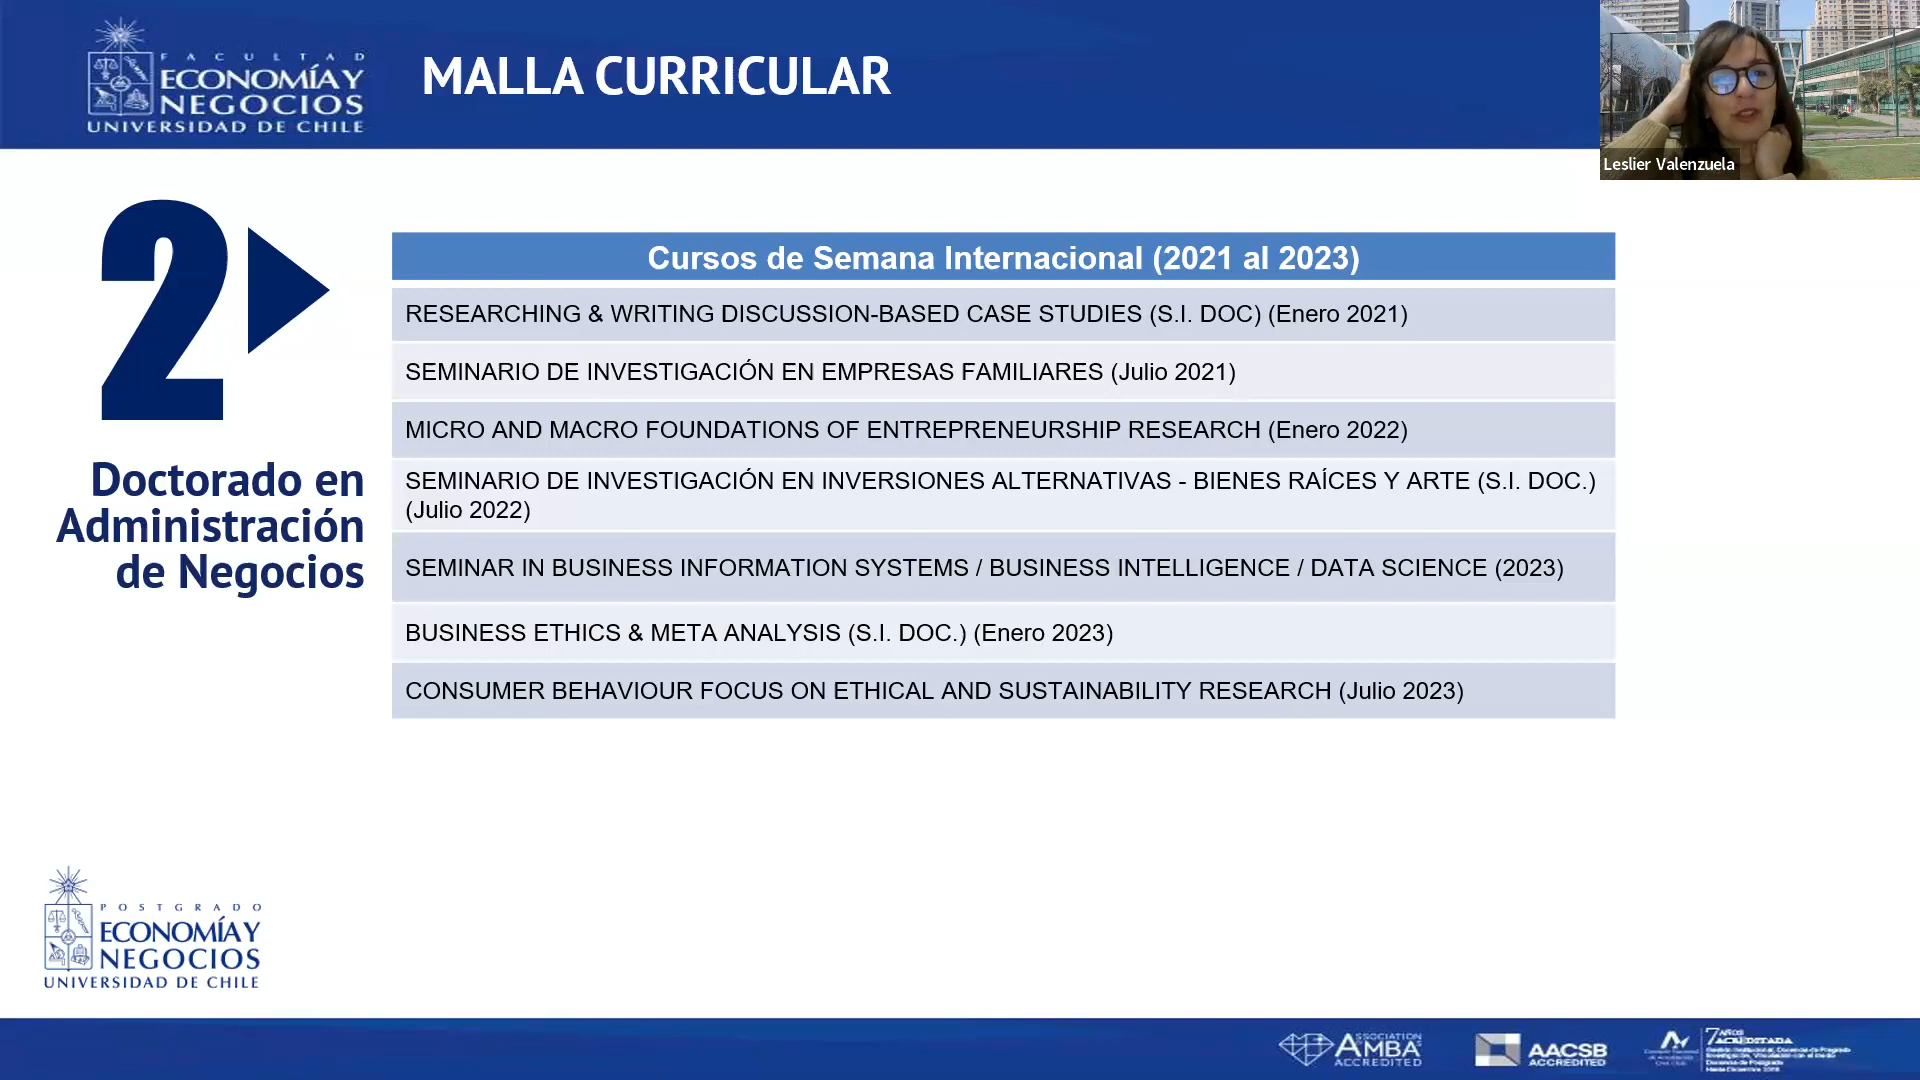 FACULTAD
ECONOMÍA Y
NEGOCIOS
UNIVERSIDAD DE CHILE
MALLA CURRICULAR
Leslier Valenzuela
2
Doctorado en
Administración
de Negocios
Cursos de Semana Internacional (2021 al 2023)
RESEARCHING & WRITING DISCUSSION-BASED CASE STUDIES (S.I. DOC) (Enero 2021)
SEMINARIO DE INVESTIGACIÓN EN EMPRESAS FAMILIARES (Julio 2021)
MICRO AND MACRO FOUNDATIONS OF ENTREPRENEURSHIP RESEARCH (Enero 2022)
SEMINARIO DE INVESTIGACIÓN EN INVERSIONES ALTERNATIVAS - BIENES RAÍCES Y ARTE (S.I. DOC.)
(Julio 2022)
SEMINAR IN BUSINESS INFORMATION SYSTEMS / BUSINESS INTELLIGENCE / DATA SCIENCE (2023)
BUSINESS ETHICS & META ANALYSIS (S.I. DOC.) (Enero 2023)
CONSUMER BEHAVIOUR FOCUS ON ETHICAL AND SUSTAINABILITY RESEARCH (Julio 2023)
POSTGRADO
ECONOMÍA Y
NEGOCIOS
UNIVERSIDAD DE CHILE
ASSOCIATION
AMBA
ACCREDITED
AACSB
ACCREDITED
7 AÑOS
ACREDITADA